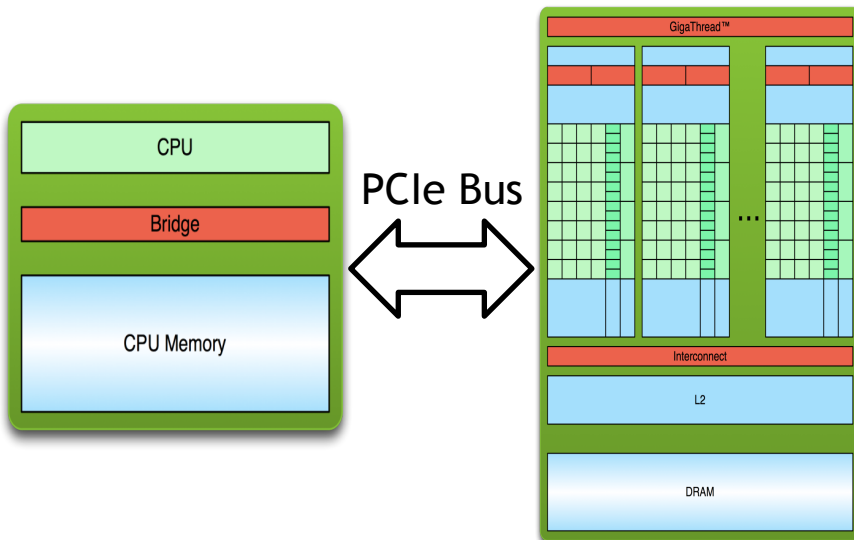 CPU
Bridge
CPU Memory
PCIe Bus
GigaThread™
...
Interconnect
L2
DRAM